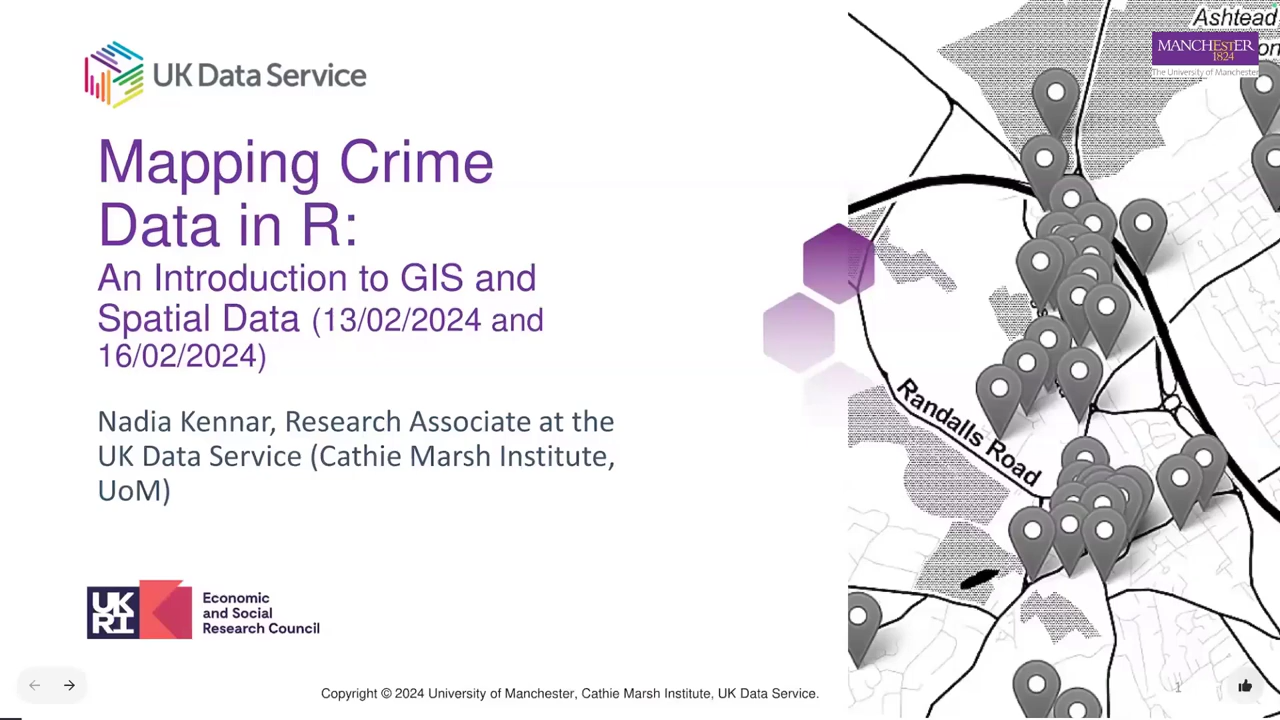 UK Data Service
Mapping Crime
Data in R:
An Introduction to GIS and
Spatial Data (13/02/2024 and
16/02/2024)
Nadia Kennar, Research Associate at the
UK Data Service (Cathie Marsh Institute,
UoM)
UK
RI
Economic
and Social
Research Council
Copyright © 2024 University of Manchester, Cathie Marsh Institute, UK Data Service.
Ashtead
MANCHESTER
1824
The University of Manchester
Randalls Road
1